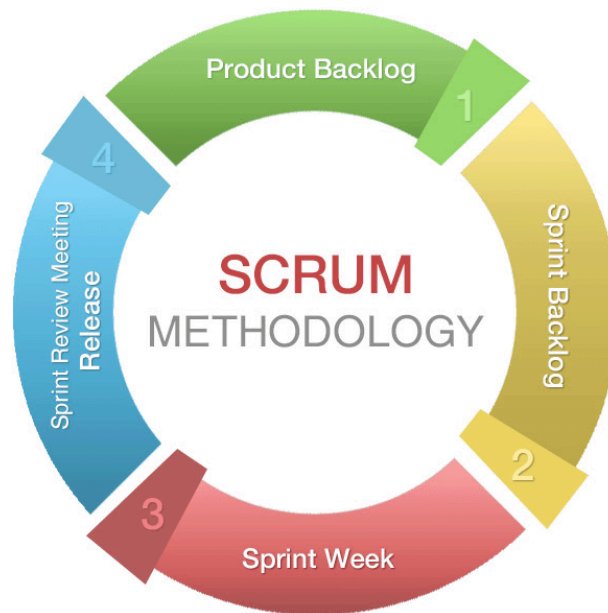 Product Backlog
1
Sprint Backlog
2
Sprint Week
3
Sprint Review Meeting
Release
4
SCRUM
METHODOLOGY